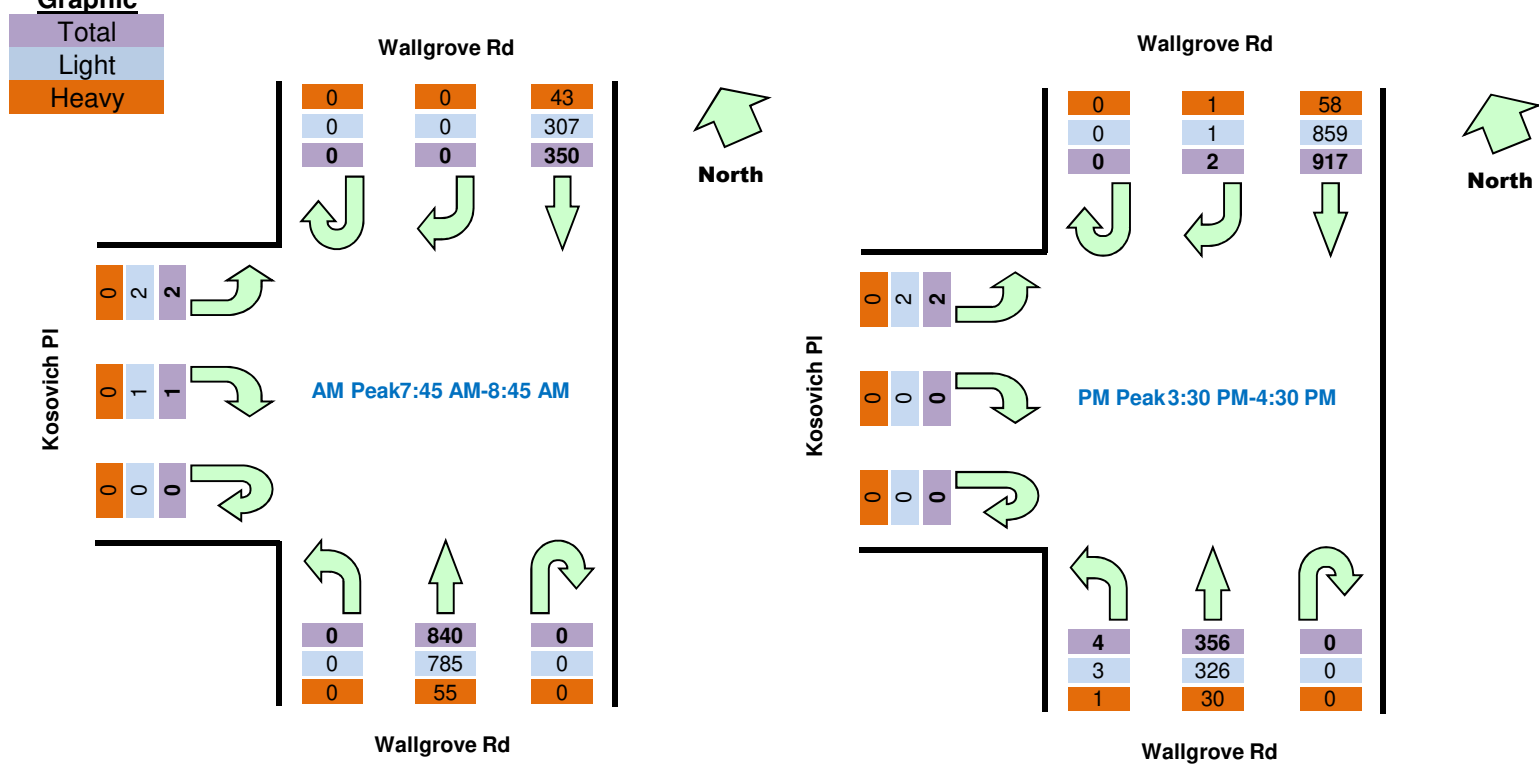 Graphic
Total
Light
Heavy
Wallgrove Rd
0 0 43
0 0 307
0 0 350
North
Kosovich Pl
0 2 2
0 1 1
0 0 0
AM Peak7:45 AM-8:45 AM
0 840 0
0 785 0
0 55 0
Wallgrove Rd
Wallgrove Rd
0 1 58
0 1 859
0 2 917
North
Kosovich Pl
0 2 2
0 0 0
0 0 0
PM Peak3:30 PM-4:30 PM
4 356 0
3 326 0
1 30 0
Wallgrove Rd